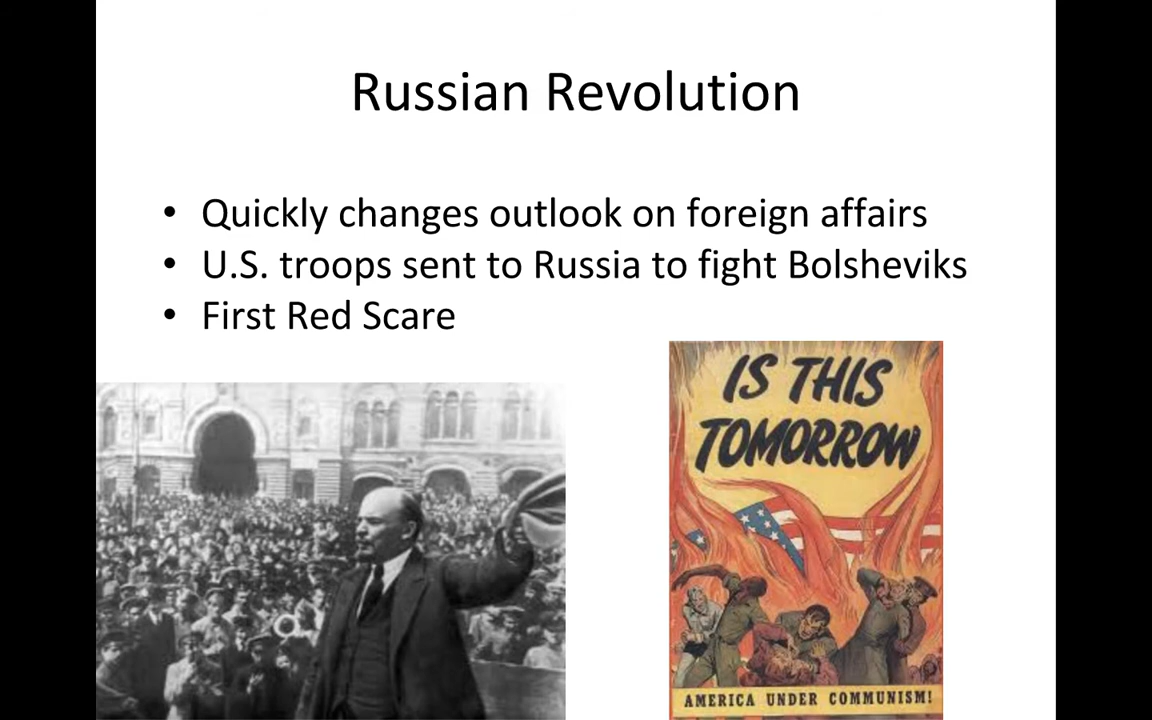 Russian Revolution
• Quickly changes outlook on foreign affairs
• U.S. troops sent to Russia to fight Bolsheviks
• First Red Scare
IS THIS
TOMORROW
AMERICA UNDER COMMUNISM!